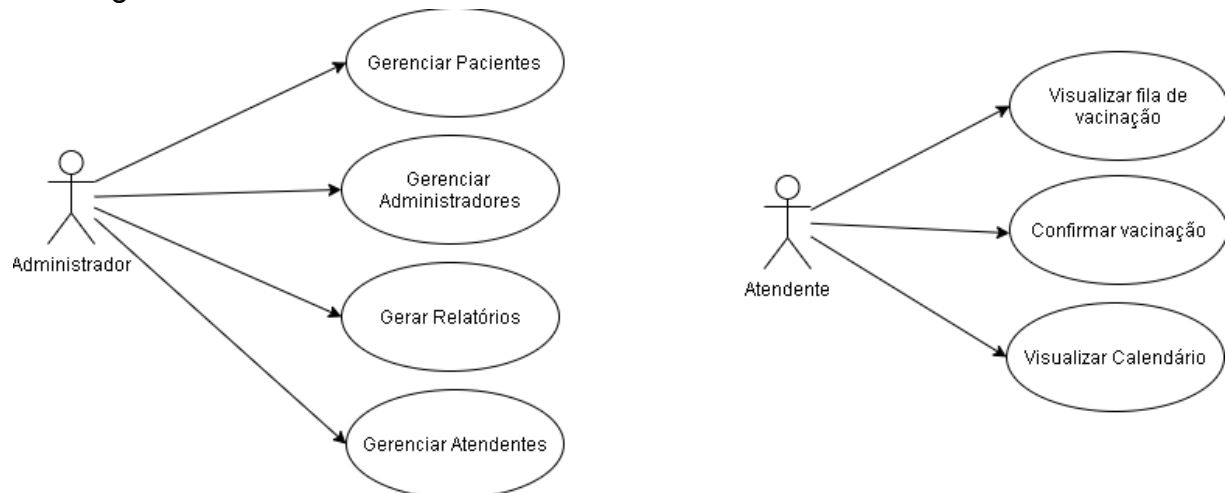 Gerenciar Pacientes
Gerenciar
Administradores
Administrador
Gerar Relatórios
Gerenciar Atendentes
Visualizar fila de
vacinação
Confirmar vacinação
Atendente
Visualizar Calendário